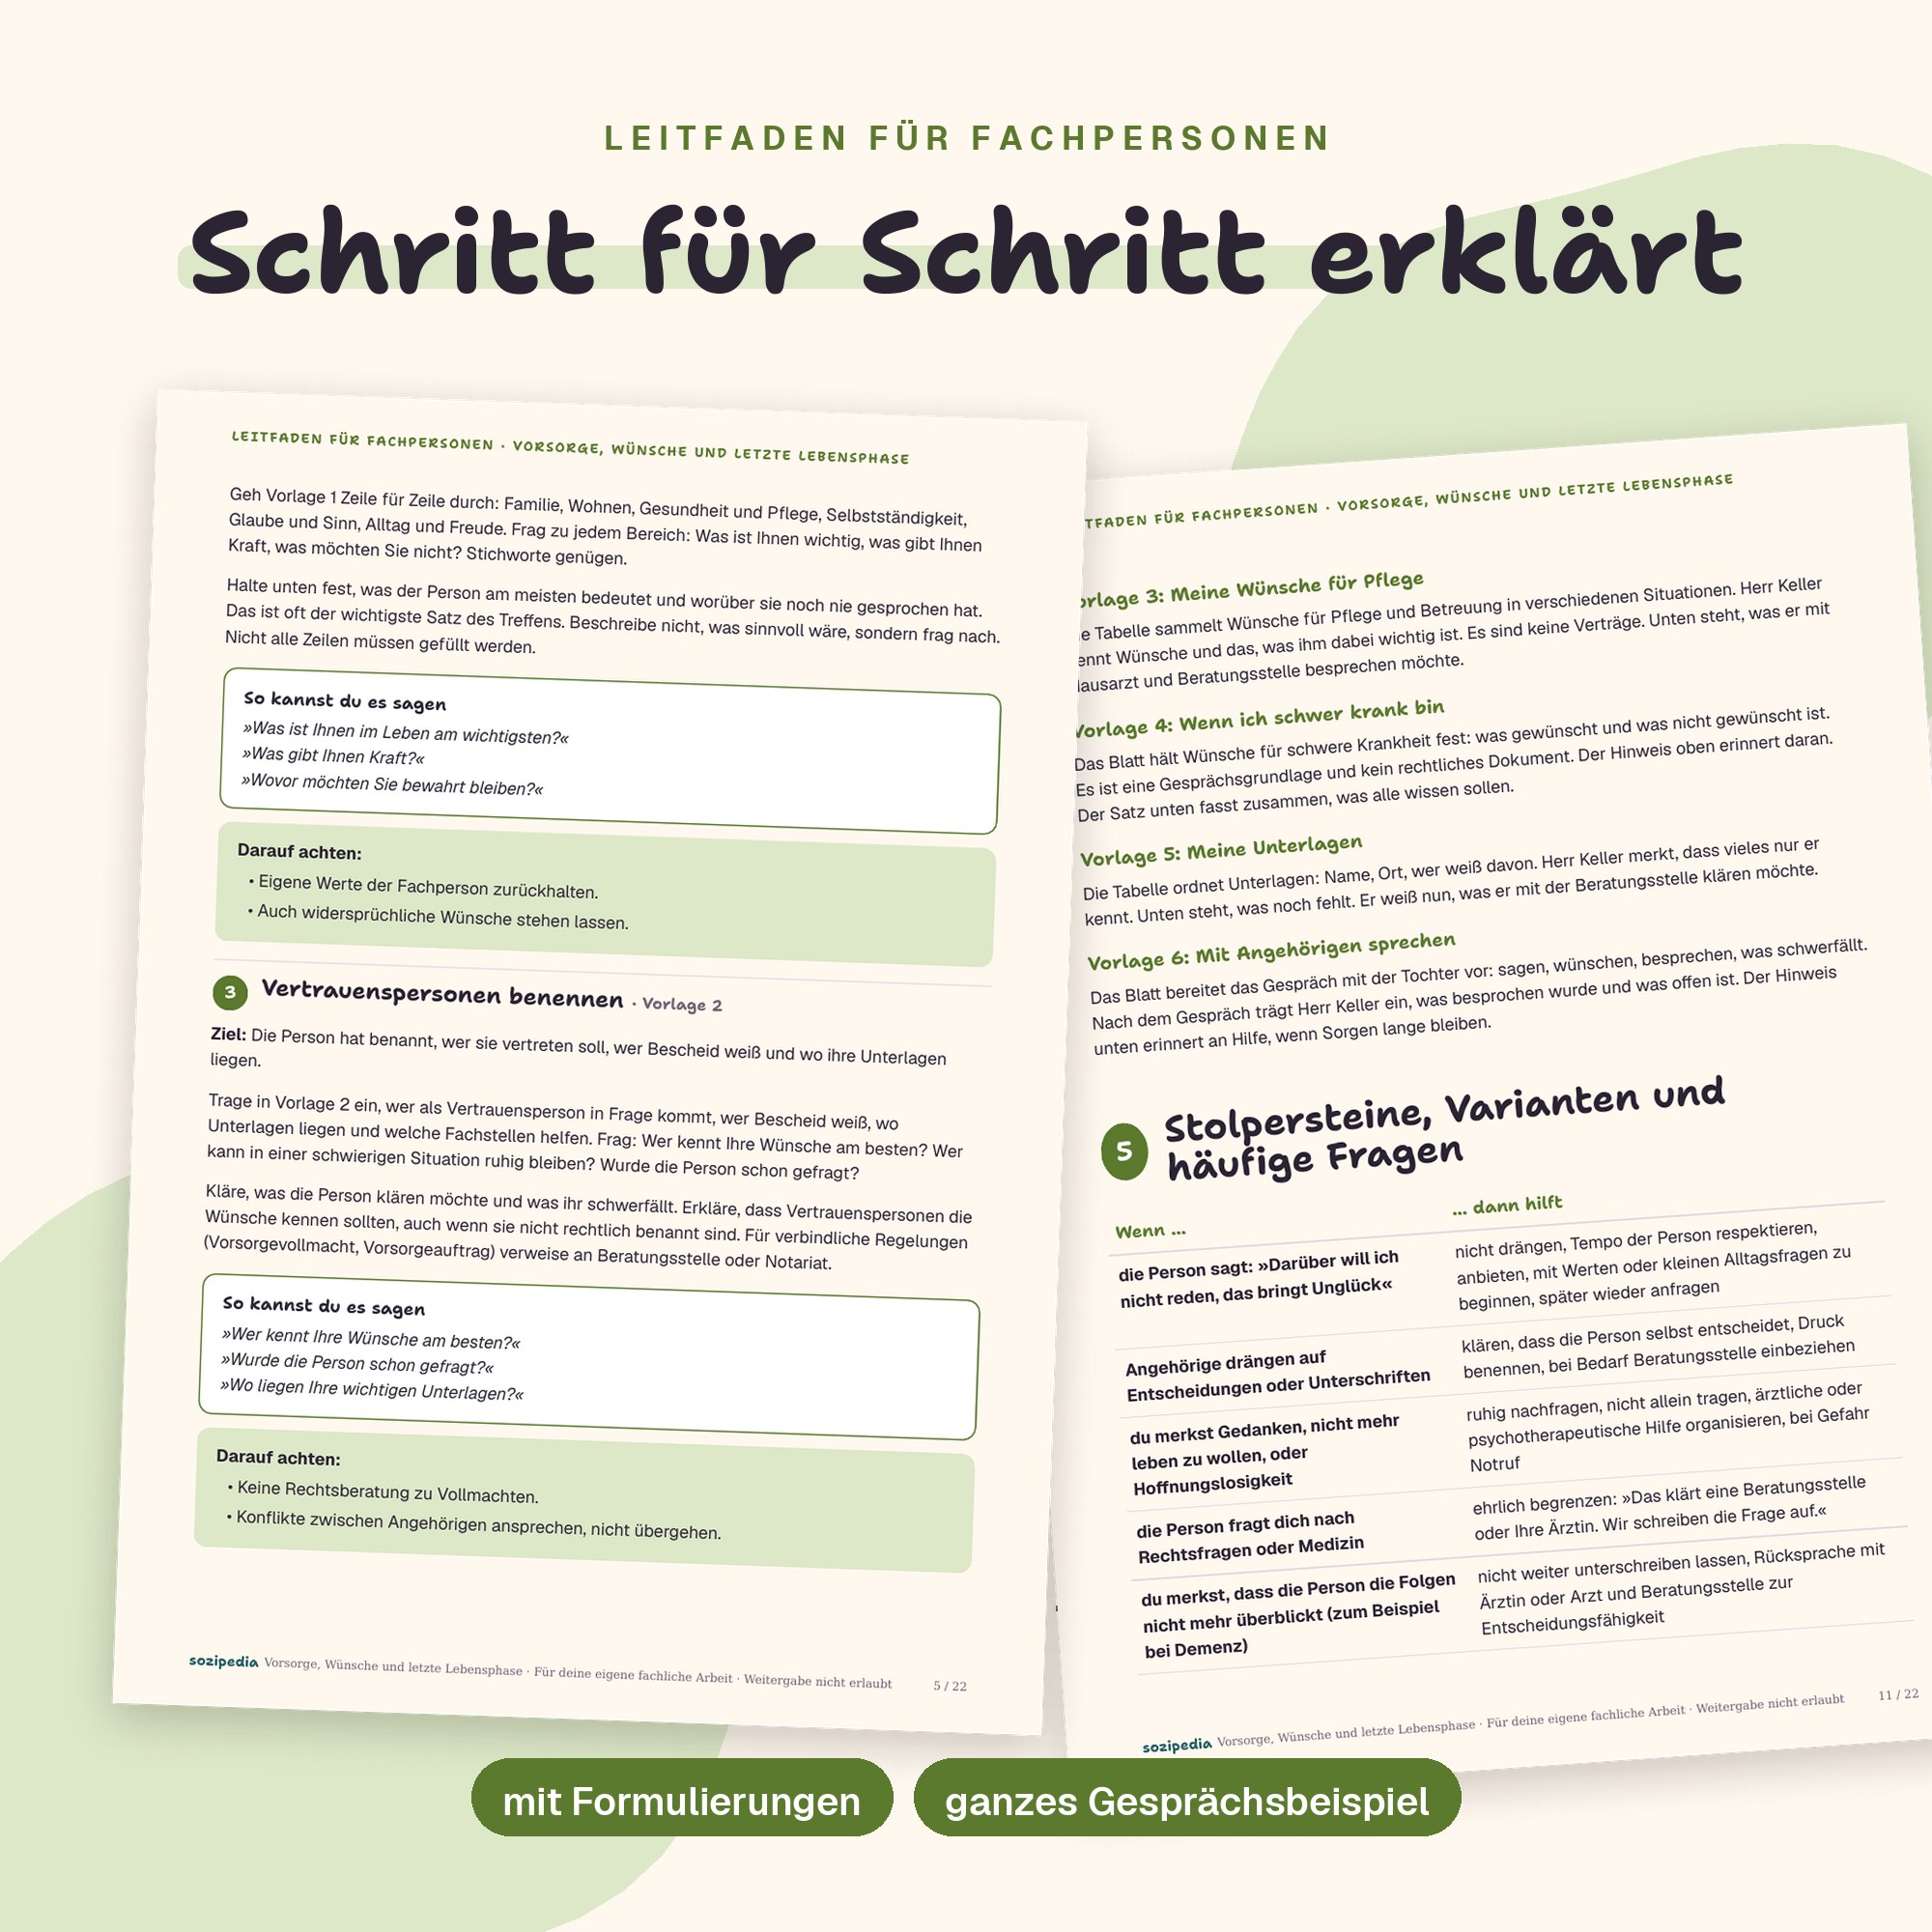 LEITFADEN FÜR FACHPERSONEN
Schritt für Schritt erklärt
LEITFADEN FÜR FACHPERSONEN · VORSORGE, WÜNSCHE UND LETZTE LEBENSPHASE
Geh Vorlage 1 Zeile für Zeile durch: Familie, Wohnen, Gesundheit und Pflege, Selbstständigkeit,
Glaube und Sinn, Alltag und Freude. Frag zu jedem Bereich: Was ist Ihnen wichtig, was gibt Ihnen
Kraft, was möchten Sie nicht? Stichworte genügen.
Halte unten fest, was der Person am meisten bedeutet und worüber sie noch nie gesprochen hat.
Das ist oft der wichtigste Satz des Treffens. Beschreibe nicht, was sinnvoll wäre, sondern frag nach.
Nicht alle Zeilen müssen gefüllt werden.
So kannst du es sagen
»Was ist Ihnen im Leben am wichtigsten?«
»Was gibt Ihnen Kraft?«
»Wovor möchten Sie bewahrt bleiben?«
Darauf achten:
• Eigene Werte der Fachperson zurückhalten.
• Auch widersprüchliche Wünsche stehen lassen.
3 Vertrauenspersonen benennen · Vorlage 2
Ziel: Die Person hat benannt, wer sie vertreten soll, wer Bescheid weiß und wo ihre Unterlagen
liegen.
Trage in Vorlage 2 ein, wer als Vertrauensperson in Frage kommt, wer Bescheid weiß, wo
Unterlagen liegen und welche Fachstellen helfen. Frag: Wer kennt Ihre Wünsche am besten? Wer
kann in einer schwierigen Situation ruhig bleiben? Wurde die Person schon gefragt?
Kläre, was die Person klären möchte und was ihr schwerfällt. Erkläre, dass Vertrauenspersonen die
Wünsche kennen sollten, auch wenn sie nicht rechtlich benannt sind. Für verbindliche Regelungen
(Vorsorgevollmacht, Vorsorgeauftrag) verweise an Beratungsstelle oder Notariat.
So kannst du es sagen
»Wer kennt Ihre Wünsche am besten?«
»Wurde die Person schon gefragt?«
»Wo liegen Ihre wichtigen Unterlagen?«
Darauf achten:
• Keine Rechtsberatung zu Vollmachten.
• Konflikte zwischen Angehörigen ansprechen, nicht übergehen.
sozipedia Vorsorge, Wünsche und letzte Lebensphase · Für deine eigene fachliche Arbeit · Weitergabe nicht erlaubt 5 / 22
TFADEN FÜR FACHPERSONEN · VORSORGE, WÜNSCHE UND LETZTE LEBENSPHASE
orlage 3: Meine Wünsche für Pflege
e Tabelle sammelt Wünsche für Pflege und Betreuung in verschiedenen Situationen. Herr Keller
ennt Wünsche und das, was ihm dabei wichtig ist. Es sind keine Verträge. Unten steht, was er mit
ausarzt und Beratungsstelle besprechen möchte.
Vorlage 4: Wenn ich schwer krank bin
Das Blatt hält Wünsche für schwere Krankheit fest: was gewünscht und was nicht gewünscht ist.
Es ist eine Gesprächsgrundlage und kein rechtliches Dokument. Der Hinweis oben erinnert daran.
Der Satz unten fasst zusammen, was alle wissen sollen.
Vorlage 5: Meine Unterlagen
Die Tabelle ordnet Unterlagen: Name, Ort, wer weiß davon. Herr Keller merkt, dass vieles nur er
kennt. Unten steht, was noch fehlt. Er weiß nun, was er mit der Beratungsstelle klären möchte.
Vorlage 6: Mit Angehörigen sprechen
Das Blatt bereitet das Gespräch mit der Tochter vor: sagen, wünschen, besprechen, was schwerfällt.
Nach dem Gespräch trägt Herr Keller ein, was besprochen wurde und was offen ist. Der Hinweis
unten erinnert an Hilfe, wenn Sorgen lange bleiben.
5 Stolpersteine, Varianten und
häufige Fragen
Wenn ... ... dann hilft
die Person sagt: »Darüber will ich
nicht reden, das bringt Unglück«
nicht drängen, Tempo der Person respektieren,
anbieten, mit Werten oder kleinen Alltagsfragen zu
beginnen, später wieder anfragen
Angehörige drängen auf
Entscheidungen oder Unterschriften
klären, dass die Person selbst entscheidet, Druck
benennen, bei Bedarf Beratungsstelle einbeziehen
du merkst Gedanken, nicht mehr
leben zu wollen, oder
Hoffnungslosigkeit
ruhig nachfragen, nicht allein tragen, ärztliche oder
psychotherapeutische Hilfe organisieren, bei Gefahr
Notruf
die Person fragt dich nach
Rechtsfragen oder Medizin
ehrlich begrenzen: »Das klärt eine Beratungsstelle
oder Ihre Ärztin. Wir schreiben die Frage auf.«
du merkst, dass die Person die Folgen
nicht mehr überblickt (zum Beispiel
bei Demenz)
nicht weiter unterschreiben lassen, Rücksprache mit
Ärztin oder Arzt und Beratungsstelle zur
Entscheidungsfähigkeit
sozipedia Vorsorge, Wünsche und letzte Lebensphase · Für deine eigene fachliche Arbeit · Weitergabe nicht erlaubt 11 / 22
mit Formulierungen
ganzes Gesprächsbeispiel